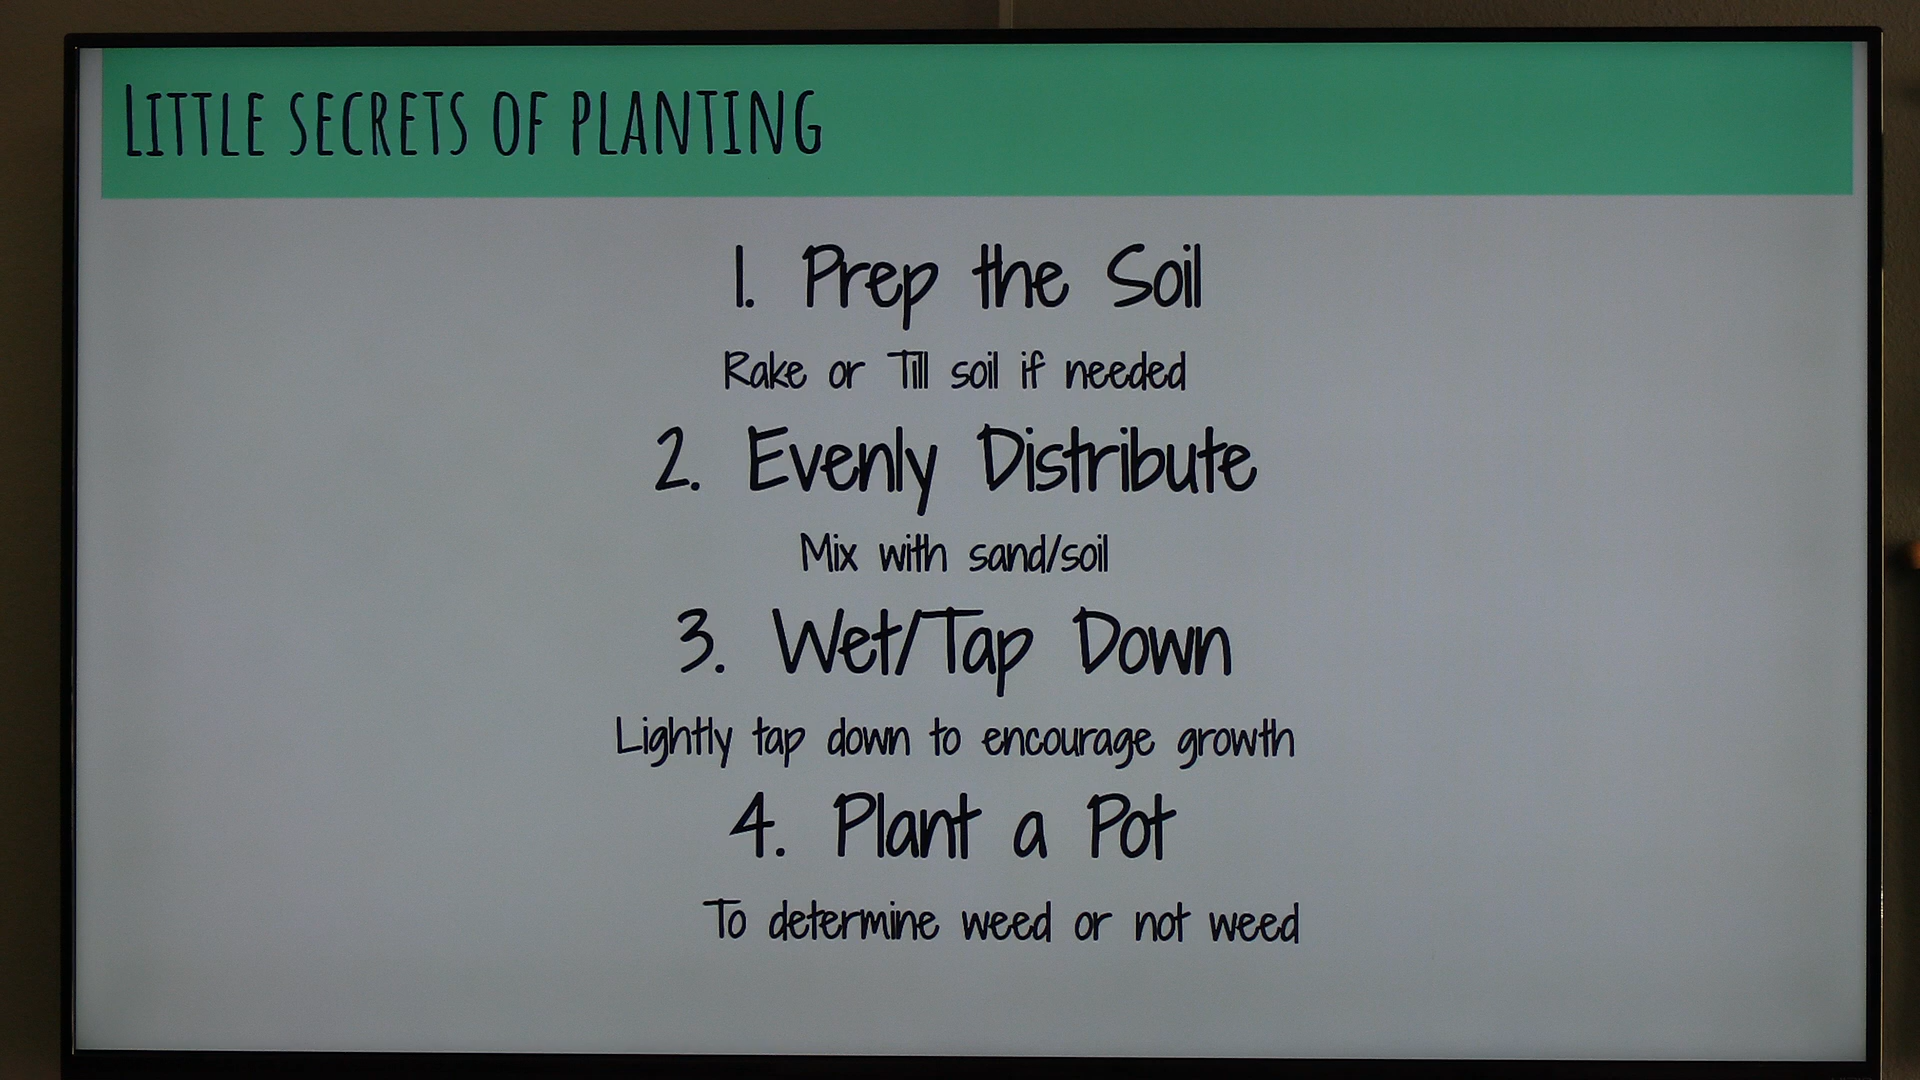 Little secrets of planting
1. Prep the Soil
Rake or Till soil if needed
2. Evenly Distribute
Mix with sand/soil
3. Wet/Tap Down
Lightly tap down to encourage growth
4. Plant a Pot
To determine weed or not weed